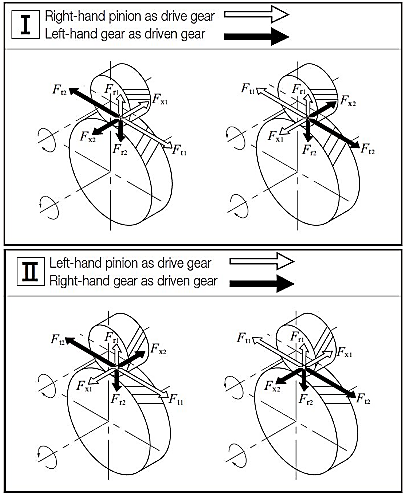 I
Right-hand pinion as drive gear
Left-hand gear as driven gear
Ft2 Fr1 Fx1
Fx2 Fr2 Ft1
Ft1 Fr1 Fx2
Fx1 Fr2 Ft2
II
Left-hand pinion as drive gear
Right-hand gear as driven gear
Ft2 Fr1 Fx2
Fx1 Fr2 Ft1
Ft1 Fr1 Fx1
Fx2 Fr2 Ft2